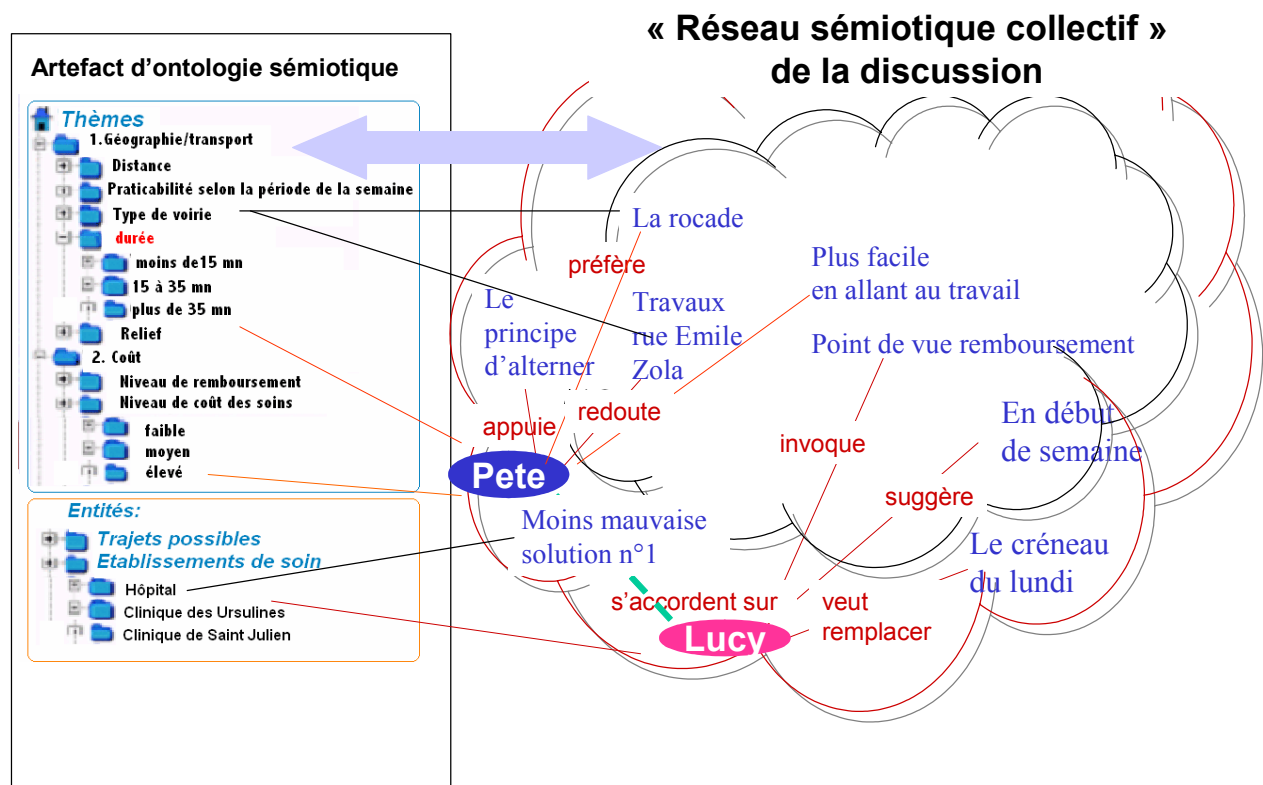 « Réseau sémiotique collectif »
de la discussion
Artefact d'ontologie sémiotique
Thèmes
1.Géographie/transport
Distance
Praticabilité selon la période de la semaine
Type de voirie
durée
moins de15 mn
15 à 35 mn
plus de 35 mn
Relief
2. Coût
Niveau de remboursement
Niveau de coût des soins
faible
moyen
élevé
Entités:
Trajets possibles
Etablissements de soin
Hôpital
Clinique des Ursulines
Clinique de Saint Julien
La rocade
préfère
Plus facile
en allant au travail
Le
principe
d'alterner
Travaux
rue Emile
Zola
Point de vue remboursement
appuie
redoute
invoque
En début
de semaine
Pete
suggère
Moins mauvaise
solution n°1
Le créneau
du lundi
s'accordent sur
veut
remplacer
Lucy